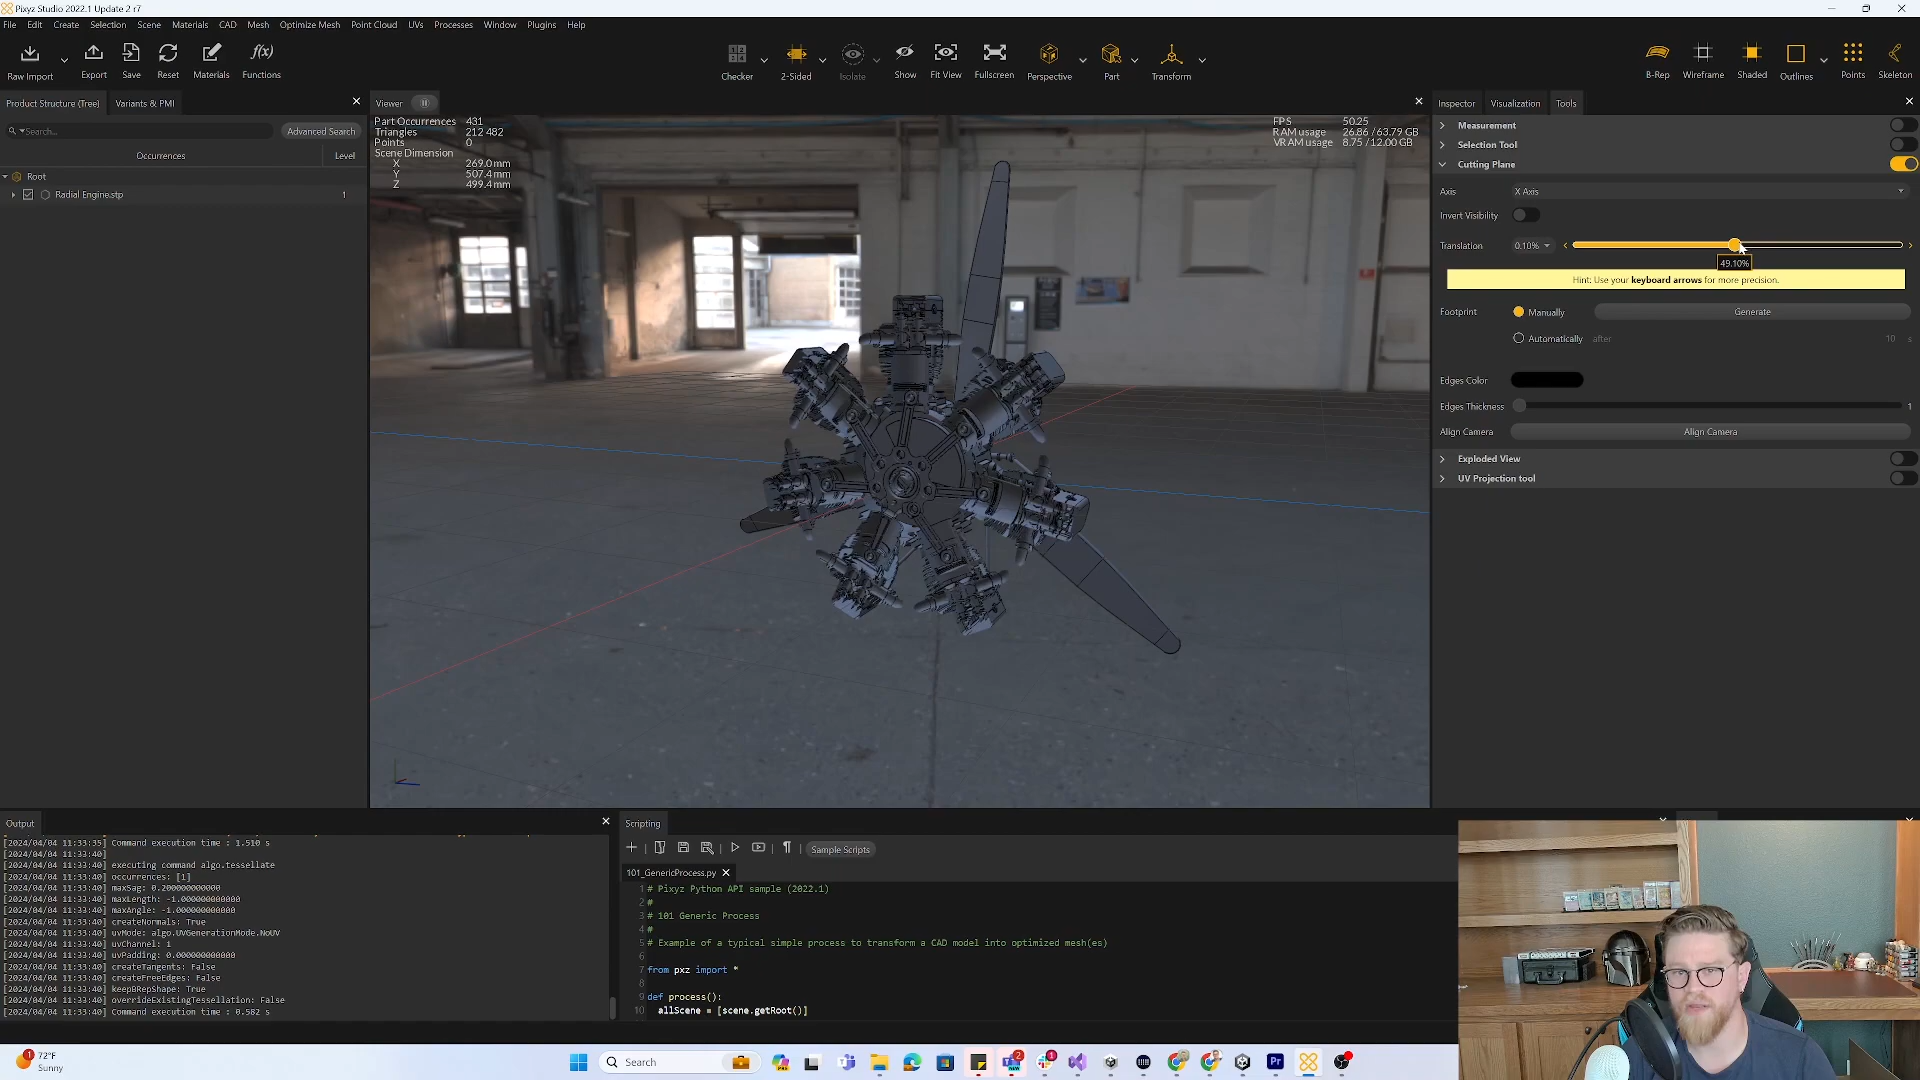 Pixyz Studio 2022.1 Update 2 r7
File Edit Create Selection Scene Materials CAD Mesh Optimize Mesh Point Cloud UVs Processes Window Plugins Help
Raw Import Export Save Reset Materials f(x) Functions Checker 2-Sided Isolate Show Fit View Fullscreen Perspective Part Transform B-Rep Wireframe Shaded Outlines Points Skeleton
Product Structure (Tree) Variants & PMI
Search... Advanced Search
Occurrences Level
Root
Radial Engine.stp 1
Viewer
Part Occurrences 431
Triangles 212 482
Points 0
Scene Dimension
X 269.0 mm
Y 507.4 mm
Z 499.4 mm
FPS 50.25
RAM usage 26.86 / 63.79 GB
VRAM usage 8.75 / 12.00 GB
Inspector Visualization Tools
Measurement
Selection Tool
Cutting Plane
Axis X Axis
Invert Visibility
Translation 0.10%
49.10%
Hint: Use your keyboard arrows for more precision.
Footprint Manually Generate
Automatically after 10 s
Edges Color
Edges Thickness 1
Align Camera Align Camera
Exploded View
UV Projection tool
Output
[2024/04/04 11:33:35] Command execution time : 1.510 s
[2024/04/04 11:33:40]
[2024/04/04 11:33:40] executing command algo.tessellate
[2024/04/04 11:33:40] occurrences: [1]
[2024/04/04 11:33:40] maxSag: 0.200000000000
[2024/04/04 11:33:40] maxLength: -1.000000000000
[2024/04/04 11:33:40] maxAngle: -1.000000000000
[2024/04/04 11:33:40] createNormals: True
[2024/04/04 11:33:40] uvMode: algo.UVGenerationMode.NoUV
[2024/04/04 11:33:40] uvChannel: 1
[2024/04/04 11:33:40] uvPadding: 0.000000000000
[2024/04/04 11:33:40] createTangents: False
[2024/04/04 11:33:40] createFreeEdges: False
[2024/04/04 11:33:40] keepBRepShape: True
[2024/04/04 11:33:40] overrideExistingTessellation: False
[2024/04/04 11:33:40] Command execution time : 0.582 s
Scripting
Sample Scripts
101_GenericProcess.py
1 # Pixyz Python API sample (2022.1)
2 #
3 # 101 Generic Process
4 #
5 # Example of a typical simple process to transform a CAD model into optimized mesh(es)
6
7 from pxz import *
8
9 def process():
10 allScene = [scene.getRoot()]
72°F
Sunny
Search